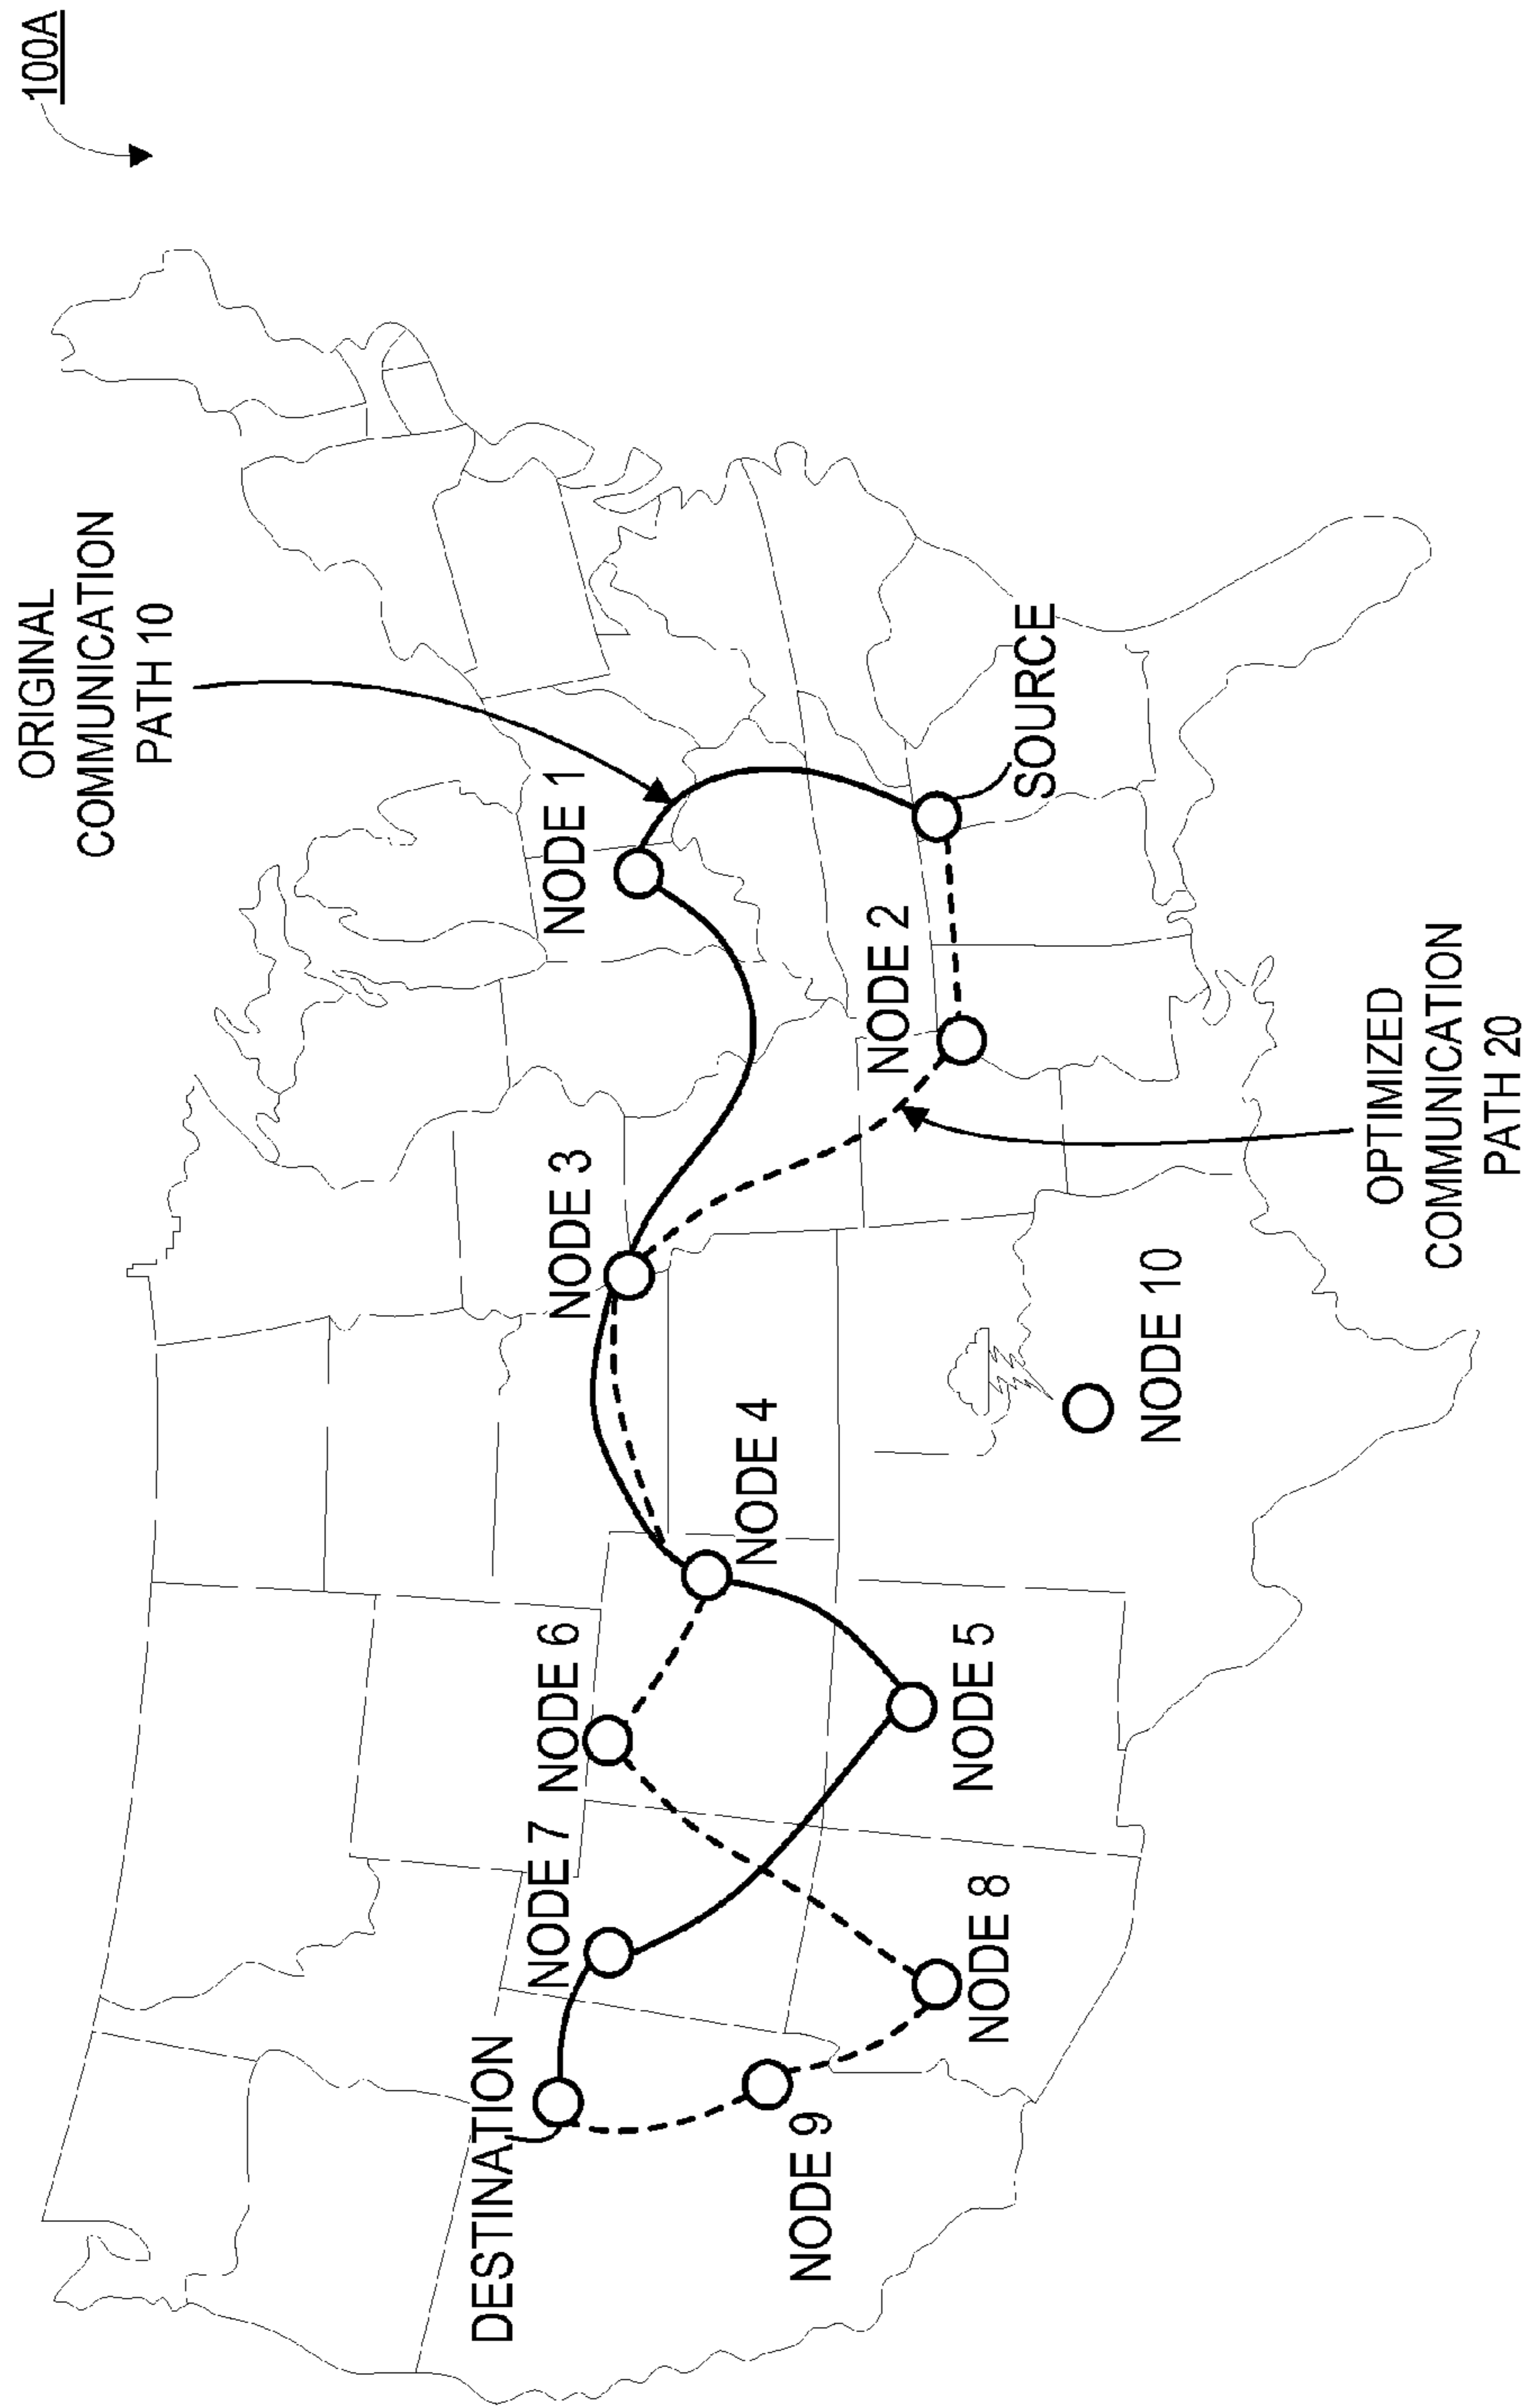 100A
ORIGINAL
COMMUNICATION
PATH 10
NODE 1
NODE 3
NODE 6
NODE 7
DESTINATION
NODE 4
NODE 2
SOURCE
NODE 9
NODE 8
NODE 5
NODE 10
OPTIMIZED
COMMUNICATION
PATH 20